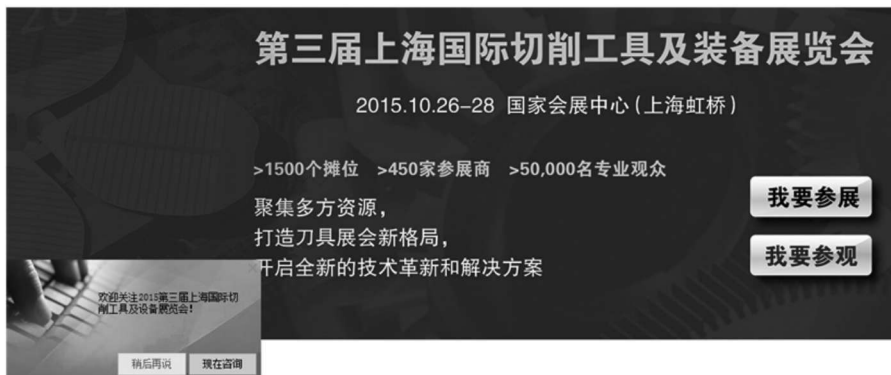 第三届上海国际切削工具及装备展览会
2015.10.26-28 国家会展中心(上海虹桥)
>1500个摊位 >450家参展商 >50,000名专业观众
聚集多方资源，
打造刀具展会新格局，
开启全新的技术革新和解决方案
我要参展
我要参观
欢迎关注2015第三届上海国际切
削工具及设备展览会！
稍后再说 现在咨询